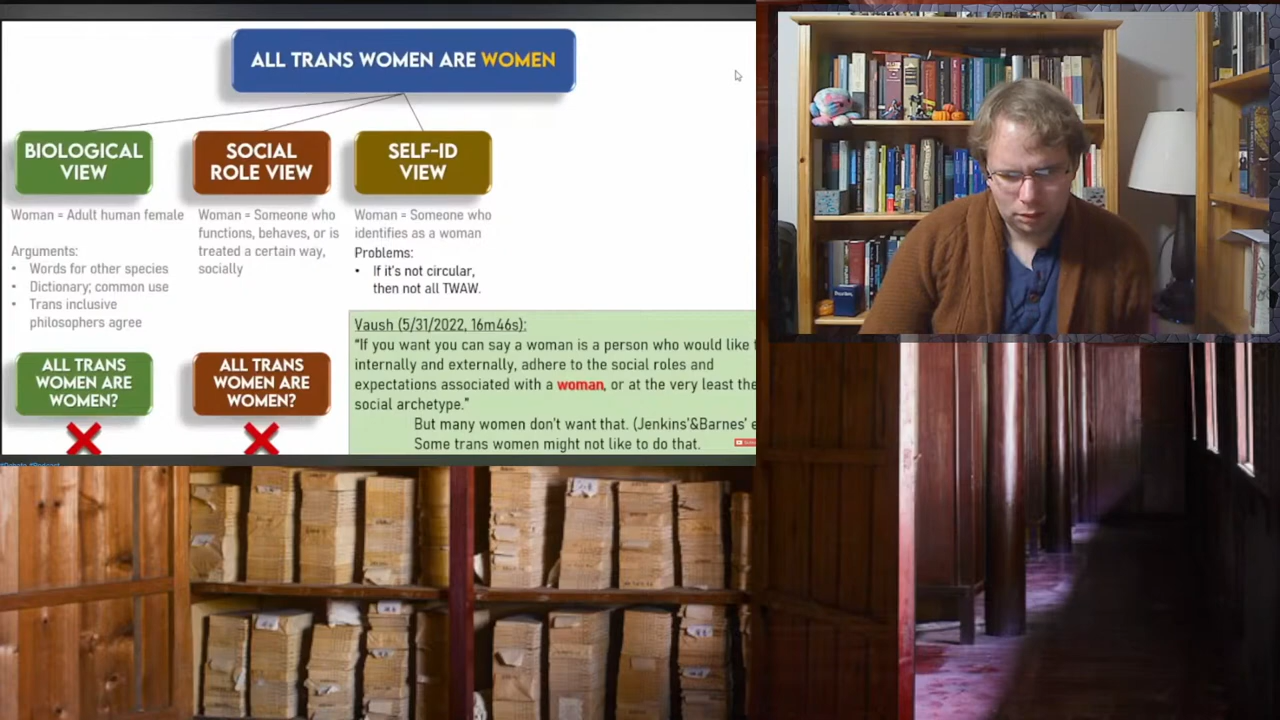 ALL TRANS WOMEN ARE WOMEN
BIOLOGICAL
VIEW
Woman = Adult human female
Arguments:
• Words for other species
• Dictionary; common use
• Trans inclusive
philosophers agree
ALL TRANS
WOMEN ARE
WOMEN?
SOCIAL
ROLE VIEW
Woman = Someone who
functions, behaves, or is
treated a certain way,
socially
ALL TRANS
WOMEN ARE
WOMEN?
SELF-ID
VIEW
Woman = Someone who
identifies as a woman
Problems:
• If it's not circular,
then not all TWAW.
Vaush (5/31/2022, 16m46s):
“If you want you can say a woman is a person who would like
internally and externally, adhere to the social roles and
expectations associated with a woman, or at the very least the
social archetype.”
But many women don't want that. (Jenkins'&Barnes'
Some trans women might not like to do that.